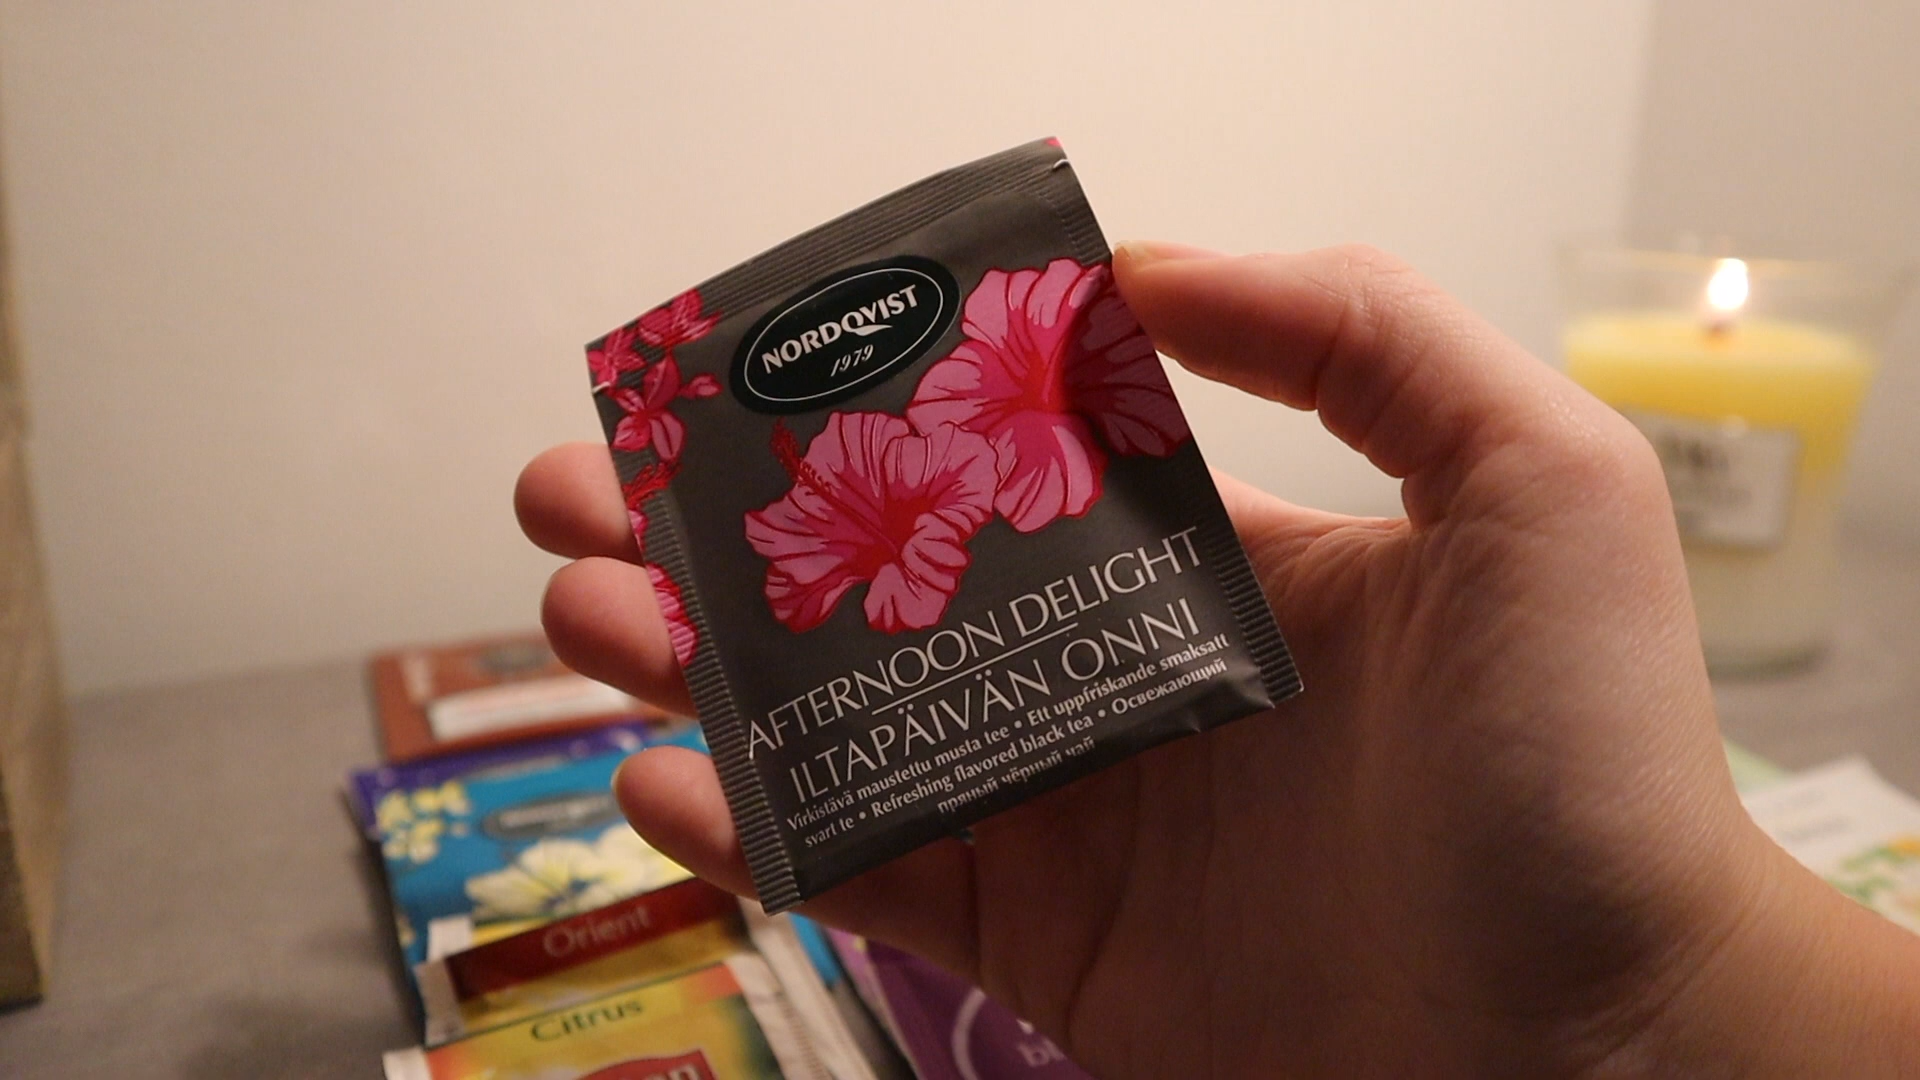 NORDQVIST
1979
AFTERNOON DELIGHT
ILTAPÄIVÄN ONNI
Virkistävä maustettu musta tee • Ett uppfriskande smaksatt
svart te • Refreshing flavored black tea • Освежающий
пряный чёрный чай
Orient
Citrus